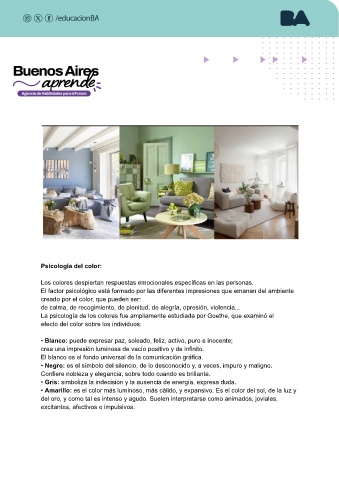 /educacionBA
BA
Buenos Aires
aprende
Agencia de Habilidades para el Futuro
Psicología del color:
Los colores despiertan respuestas emocionales específicas en las personas.
El factor psicológico está formado por las diferentes impresiones que emanan del ambiente
creado por el color, que pueden ser:
de calma, de recogimiento, de plenitud, de alegría, opresión, violencia...
La psicología de los colores fue ampliamente estudiada por Goethe, que examinó el
efecto del color sobre los individuos:
• Blanco: puede expresar paz, soleado, feliz, activo, puro e inocente;
crea una impresión luminosa de vacío positivo y de infinito.
El blanco es el fondo universal de la comunicación gráfica.
• Negro: es el símbolo del silencio, de lo desconocido y, a veces, impuro y maligno.
Confiere nobleza y elegancia, sobre todo cuando es brillante.
• Gris: simboliza la indecisión y la ausencia de energía, expresa duda.
• Amarillo: es el color más luminoso, más cálido, y expansivo. Es el color del sol, de la luz y
del oro, y como tal es intenso y agudo. Suelen interpretarse como animados, joviales,
excitantes, afectivos e impulsivos.